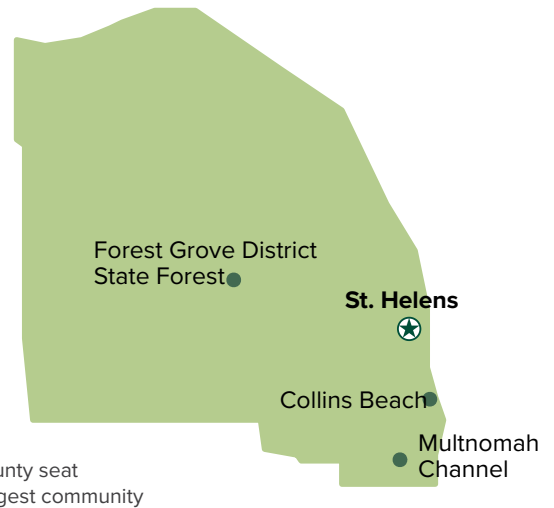 Forest Grove District
State Forest
St. Helens
Collins Beach
Multnomah
Channel
unty seat
gest community